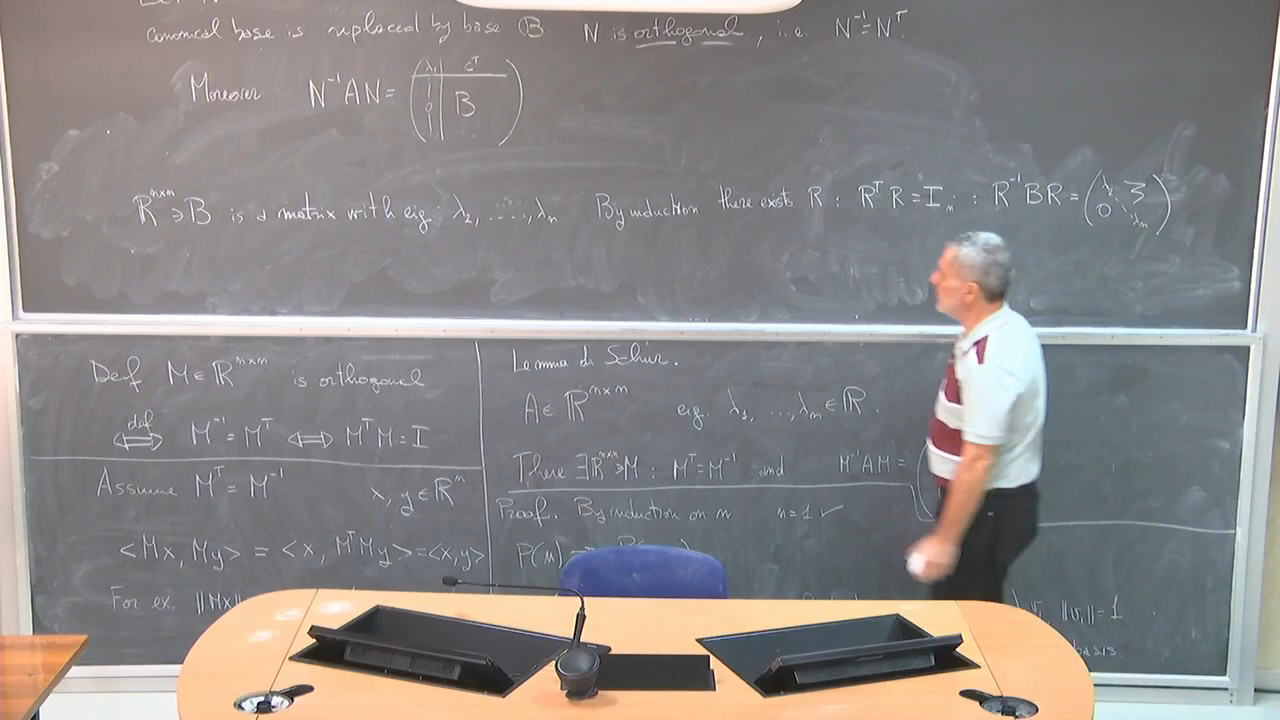 canonical base is replaced by base B. N is orthogonal, i.e. N⁻¹=Nᵀ.
Moreover N⁻¹AN= (λ₁ | cᵀ
0 | B)
ℝⁿˣⁿ ∋ B is a matrix with eig. λ₂, ....., λₙ By induction there exists R : RᵀR=Iₙ : R⁻¹BR= (λ₂ Σ
0 λₙ)
Def M∈ℝⁿˣⁿ is orthogonal
⟺def M⁻¹=Mᵀ ⟺ MᵀM=I
Assume Mᵀ=M⁻¹ x, y∈ℝⁿ
<Mx, My> = <x, MᵀMy> =<x,y>
For ex. ||Mx||
Lemma di Schur.
A∈ℝⁿˣⁿ eig. λ₁, ...,λₙ∈ℝ.
There ∃ℝⁿˣⁿ∋M : Mᵀ=M⁻¹ and M⁻¹AM= (
Proof. By induction on n n=1 ✓
P(n)
v₁, ||v₁||=1
basis